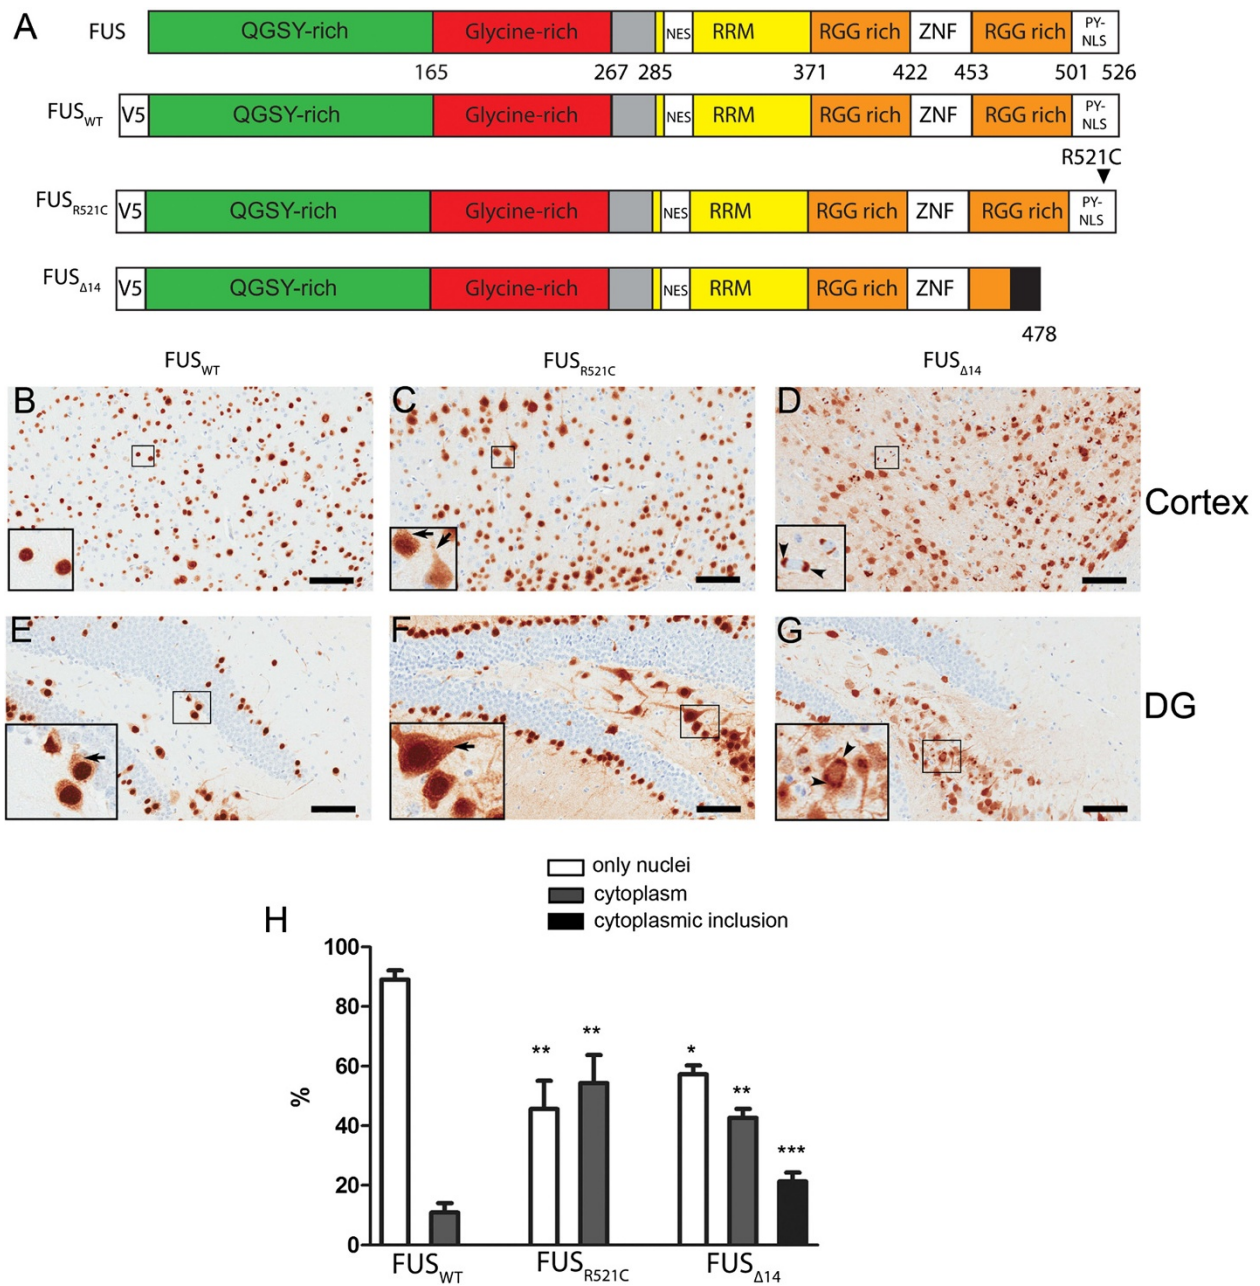 A
FUS QGSY-rich Glycine-rich NES RRM RGG rich ZNF RGG rich PY-NLS
165 267 285 371 422 453 501 526
FUSWT V5 QGSY-rich Glycine-rich NES RRM RGG rich ZNF RGG rich PY-NLS
R521C
FUSR521C V5 QGSY-rich Glycine-rich NES RRM RGG rich ZNF RGG rich PY-NLS
FUSΔ14 V5 QGSY-rich Glycine-rich NES RRM RGG rich ZNF
478
FUSWT FUSR521C FUSΔ14
B C D Cortex
E F G DG
only nuclei
cytoplasm
cytoplasmic inclusion
H
100
80
60
40
20
0
%
** ** * ** ***
FUSWT FUSR521C FUSΔ14